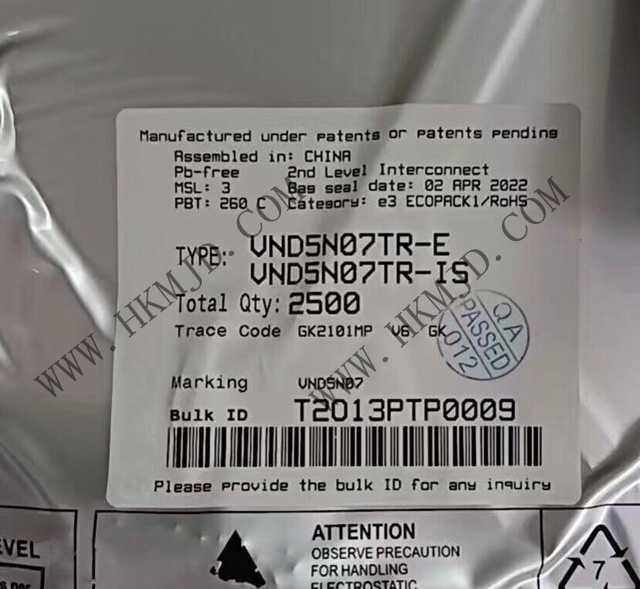 Manufactured under patents or patents pending
Assembled in: CHINA
Pb-free 2nd Level Interconnect
MSL: 3 Bag seal date: 02 APR 2022
PBT: 260 C Category: e3 ECOPACK1/RoHS
TYPE: VND5N07TR-E
VND5N07TR-IS
Total Qty: 2500
Trace Code GK2101MP V6 GK
QA
PASSED
012
Marking VND5N07
Bulk ID T2013PTP0009
Please provide the bulk ID for any inquiry
WWW.HKMJD.COM
WWW.HKMJD.COM
EVEL
ATTENTION
OBSERVE PRECAUTION
FOR HANDLING
ELECTROSTATIC
7